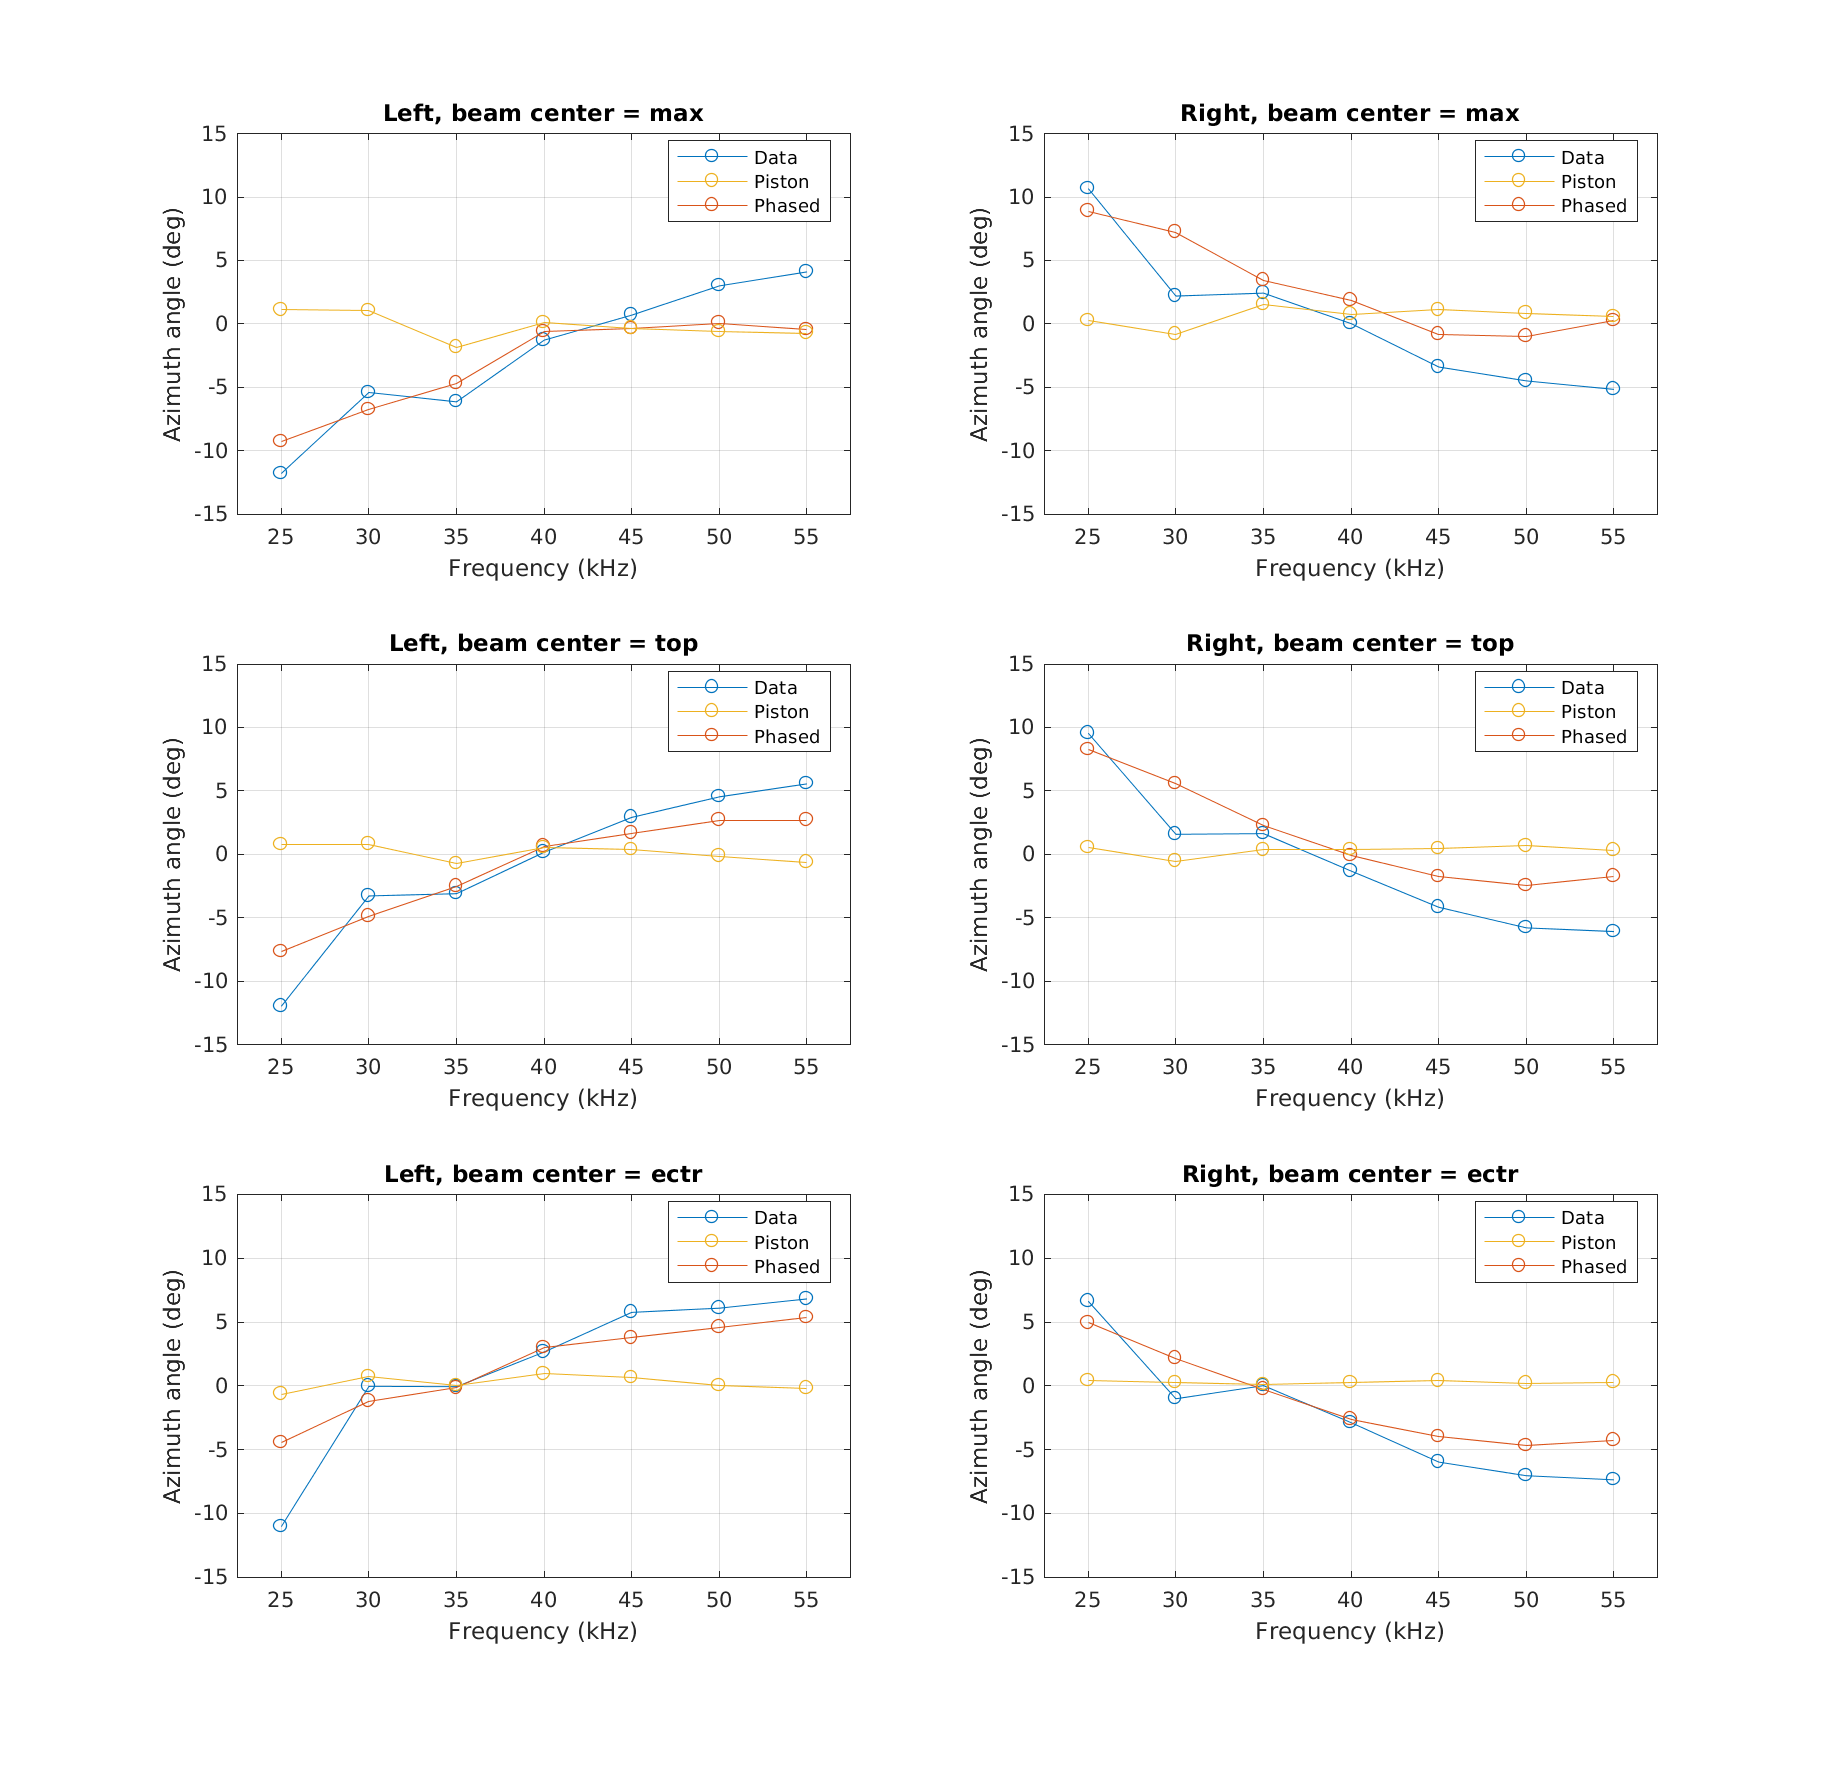 Left, beam center = max
15
10
5
0
-5
-10
-15
Azimuth angle (deg)
Data
Piston
Phased
25 30 35 40 45 50 55
Frequency (kHz)
Right, beam center = max
15
10
5
0
-5
-10
-15
Azimuth angle (deg)
Data
Piston
Phased
25 30 35 40 45 50 55
Frequency (kHz)
Left, beam center = top
15
10
5
0
-5
-10
-15
Azimuth angle (deg)
Data
Piston
Phased
25 30 35 40 45 50 55
Frequency (kHz)
Right, beam center = top
15
10
5
0
-5
-10
-15
Azimuth angle (deg)
Data
Piston
Phased
25 30 35 40 45 50 55
Frequency (kHz)
Left, beam center = ectr
15
10
5
0
-5
-10
-15
Azimuth angle (deg)
Data
Piston
Phased
25 30 35 40 45 50 55
Frequency (kHz)
Right, beam center = ectr
15
10
5
0
-5
-10
-15
Azimuth angle (deg)
Data
Piston
Phased
25 30 35 40 45 50 55
Frequency (kHz)